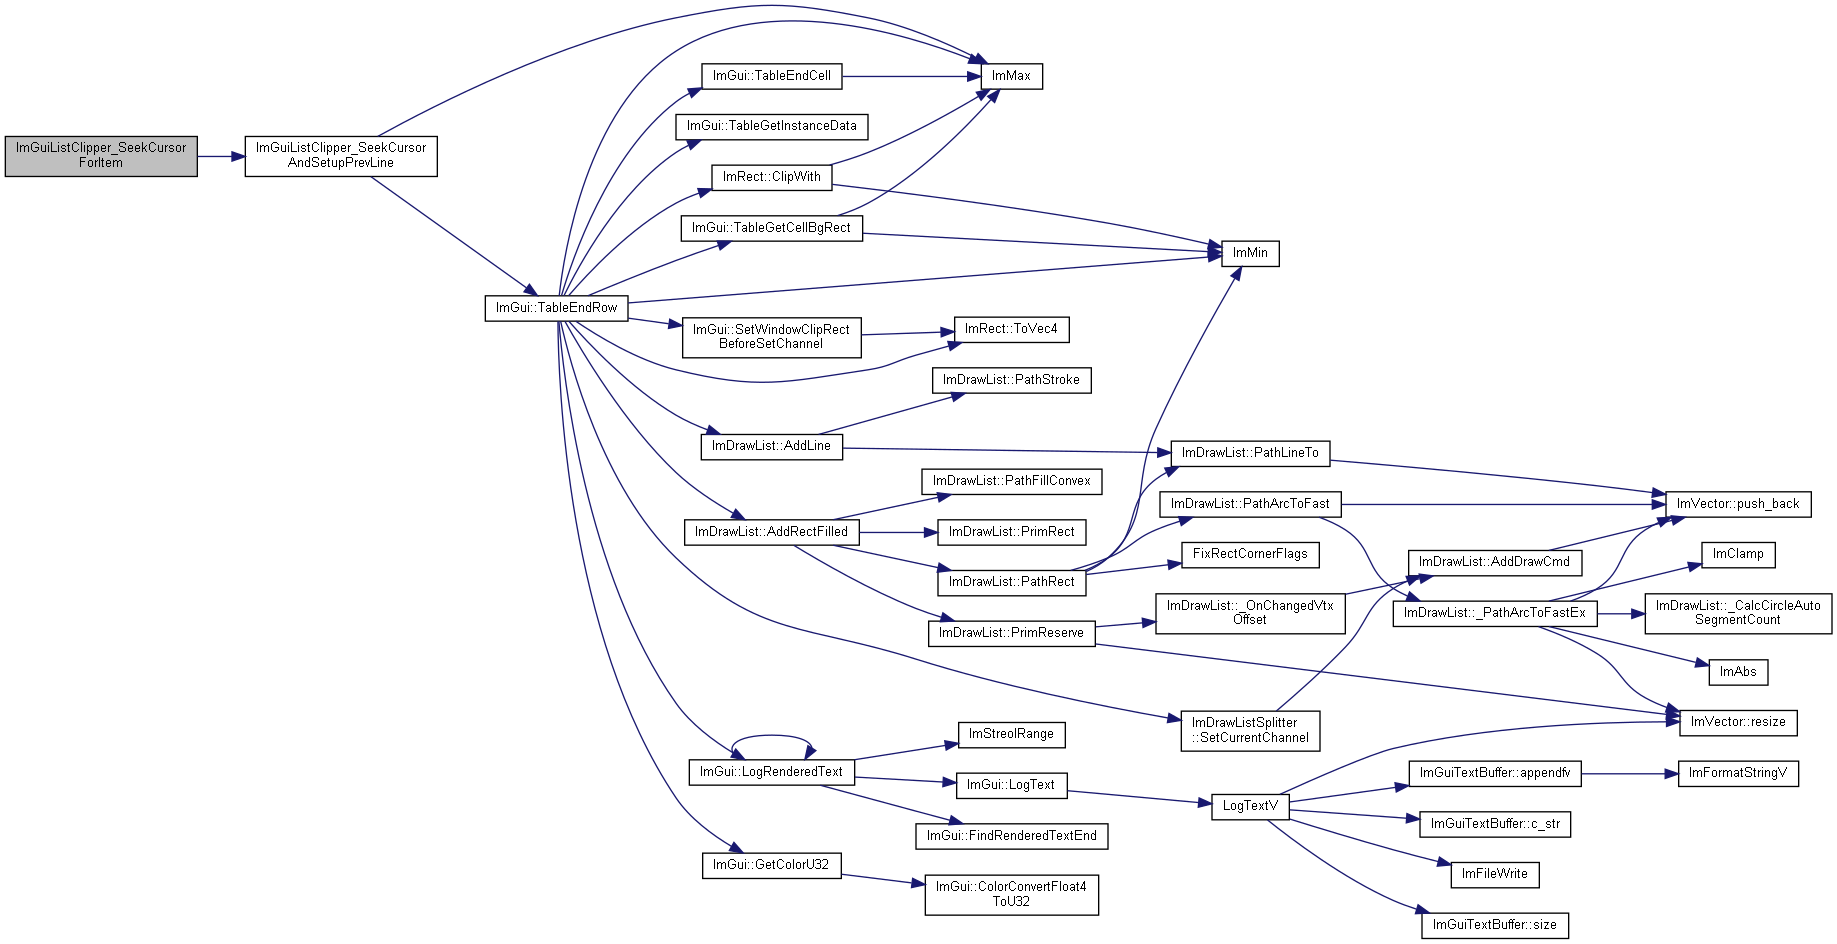 ImGuiListClipper_SeekCursor
ForItem
ImGuiListClipper_SeekCursor
AndSetupPrevLine
ImGui::TableEndRow
ImGui::TableEndCell
ImGui::TableGetInstanceData
ImRect::ClipWith
ImGui::TableGetCellBgRect
ImGui::SetWindowClipRect
BeforeSetChannel
ImDrawList::AddLine
ImDrawList::AddRectFilled
ImGui::LogRenderedText
ImGui::GetColorU32
ImMax
ImRect::ToVec4
ImDrawList::PathStroke
ImDrawList::PathFillConvex
ImDrawList::PrimRect
ImDrawList::PathRect
ImDrawList::PrimReserve
ImStreolRange
ImGui::LogText
ImGui::FindRenderedTextEnd
ImGui::ColorConvertFloat4
ToU32
ImMin
ImDrawList::PathLineTo
ImDrawList::PathArcToFast
FixRectCornerFlags
ImDrawList::_OnChangedVtx
Offset
ImDrawListSplitter
::SetCurrentChannel
LogTextV
ImDrawList::AddDrawCmd
ImDrawList::_PathArcToFastEx
ImGuiTextBuffer::appendfv
ImGuiTextBuffer::c_str
ImFileWrite
ImGuiTextBuffer::size
ImVector::push_back
ImClamp
ImDrawList::_CalcCircleAuto
SegmentCount
ImAbs
ImVector::resize
ImFormatStringV